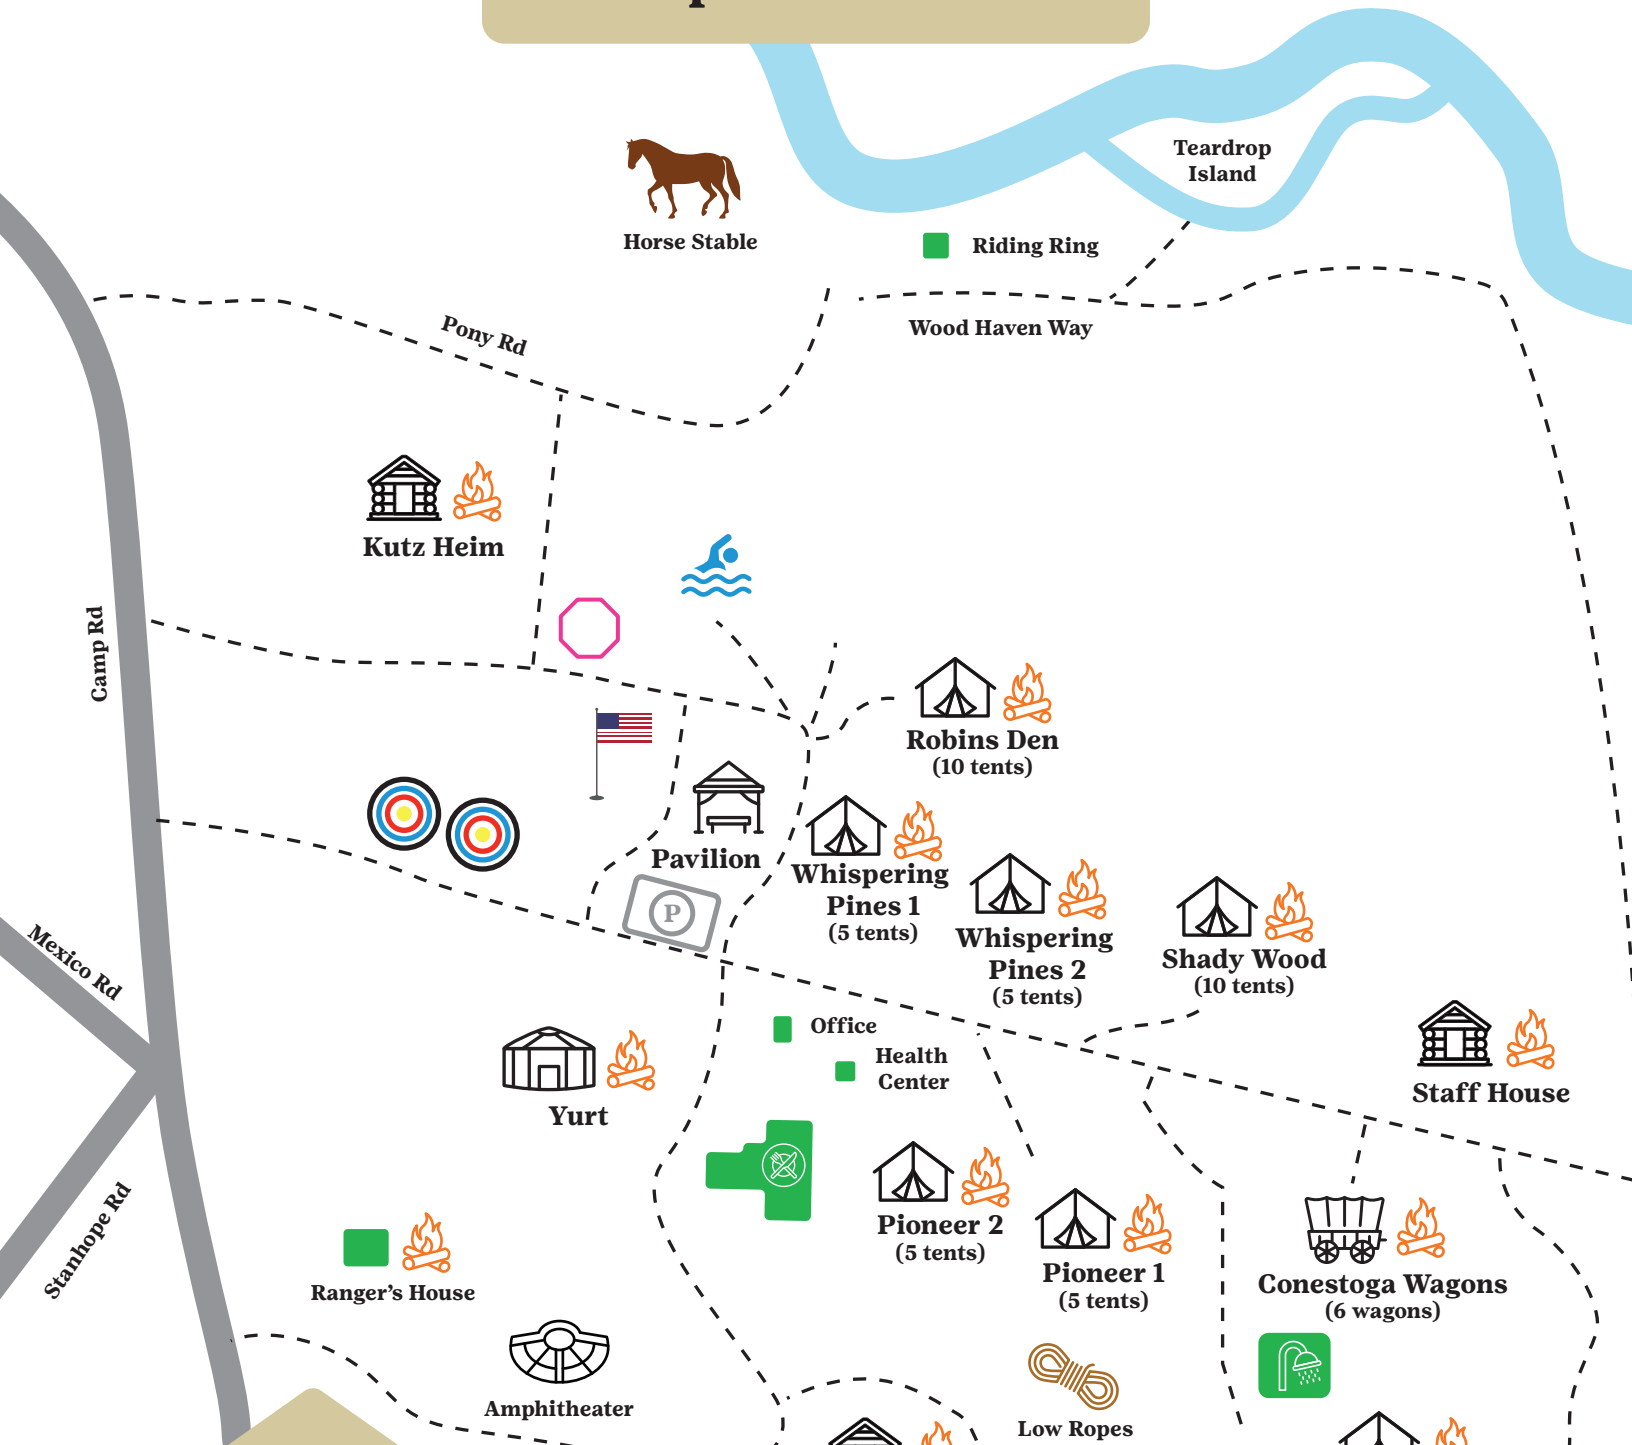 Teardrop
Island
Horse Stable
Riding Ring
Pony Rd
Wood Haven Way
Kutz Heim
Camp Rd
Robins Den
(10 tents)
Pavilion
Whispering
Pines 1
(5 tents)
P
Whispering
Pines 2
(5 tents)
Shady Wood
(10 tents)
Mexico Rd
Office
Health
Center
Staff House
Yurt
Stanhope Rd
Pioneer 2
(5 tents)
Pioneer 1
(5 tents)
Conestoga Wagons
(6 wagons)
Ranger's House
Amphitheater
Low Ropes